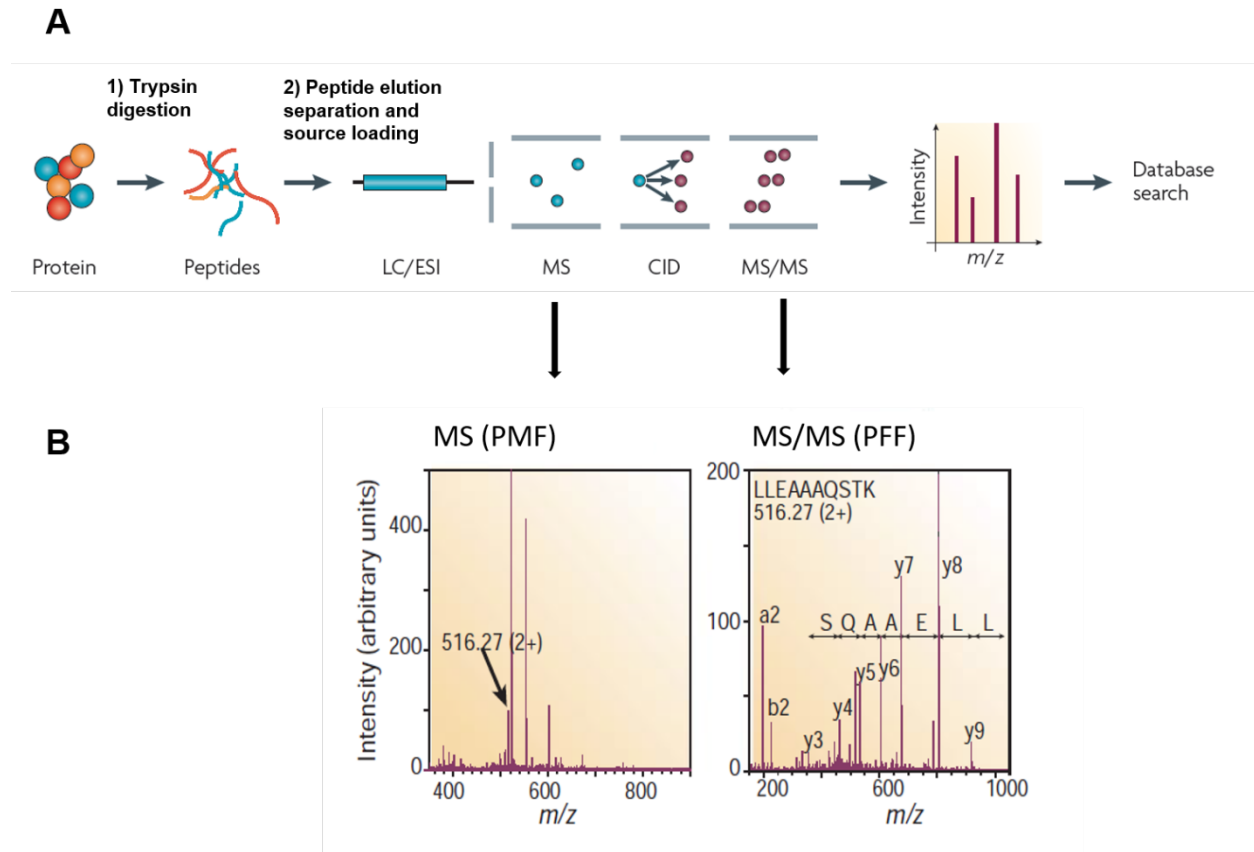 A
1) Trypsin
digestion
2) Peptide elution
separation and
source loading
Intensity
m/z
Database
search
Protein
Peptides
LC/ESI
MS
CID
MS/MS
B
MS (PMF)
MS/MS (PFF)
Intensity (arbitrary units)
400
200
0
516.27 (2+)
400
600
800
m/z
200
100
0
LLEAAAQSTK
516.27 (2+)
y7
y8
a2
S Q A A E L L
y5
y6
b2
y4
y3
y9
200
600
1000
m/z